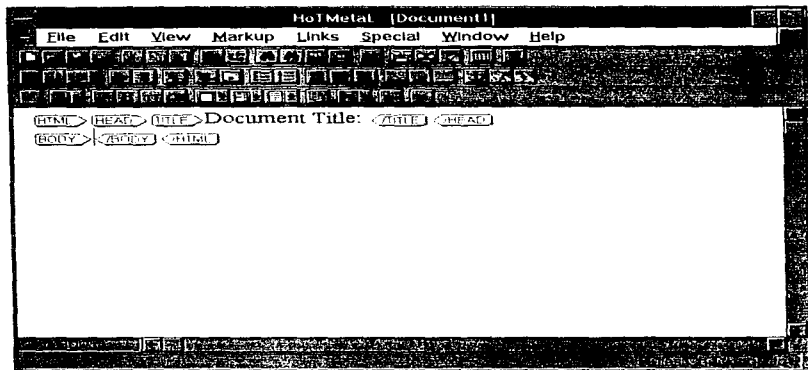 HoTMetaL [Document1]
File Edit View Markup Links Special Window Help
HTML HEAD TITLE Document Title: /TITLE /HEAD
BODY /BODY /HTML